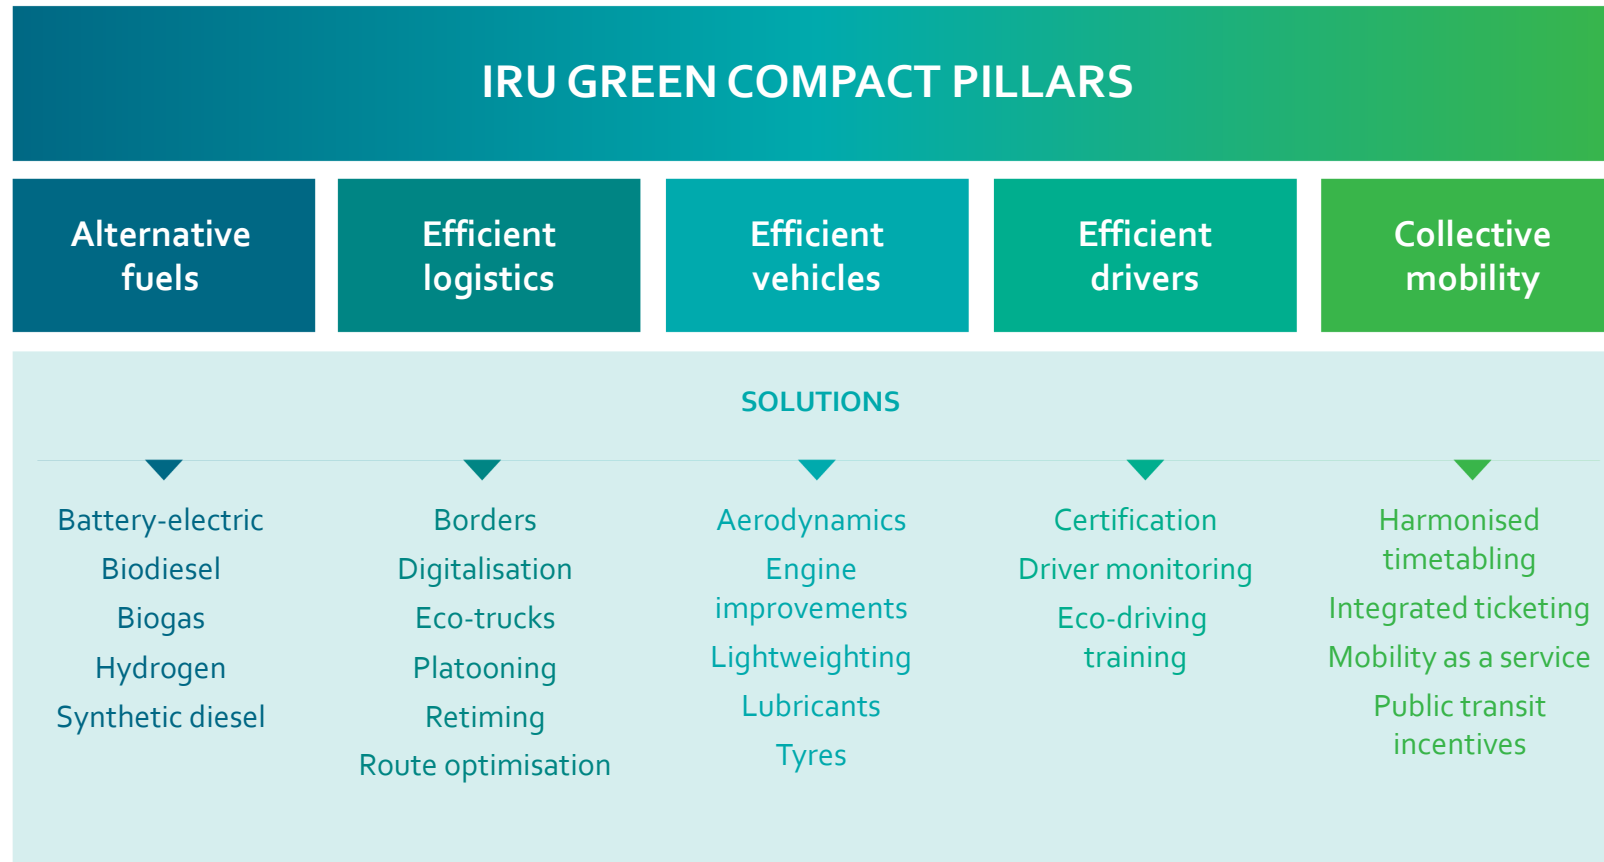 IRU GREEN COMPACT PILLARS
Alternative
fuels
Efficient
logistics
Efficient
vehicles
Efficient
drivers
Collective
mobility
SOLUTIONS
Battery-electric
Biodiesel
Biogas
Hydrogen
Synthetic diesel
Borders
Digitalisation
Eco-trucks
Platooning
Retiming
Route optimisation
Aerodynamics
Engine
improvements
Lightweighting
Lubricants
Tyres
Certification
Driver monitoring
Eco-driving
training
Harmonised
timetabling
Integrated ticketing
Mobility as a service
Public transit
incentives